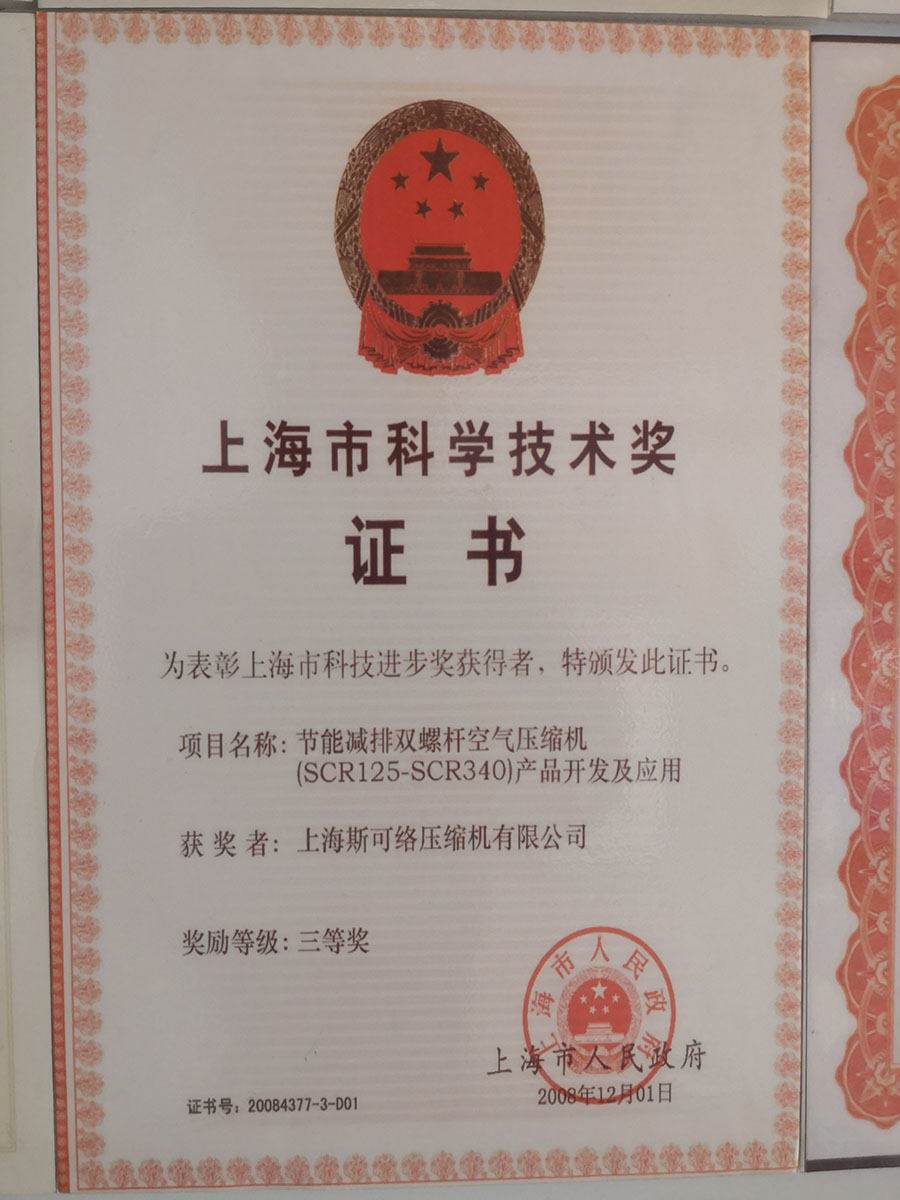 上海市科学技术奖
证书
为表彰上海市科技进步奖获得者，特颁发此证书。
项目名称：节能减排双螺杆空气压缩机
(SCR125-SCR340)产品开发及应用
获奖者：上海斯可络压缩机有限公司
奖励等级：三等奖
上海市人民政府
上海市人民政府
2008年12月01日
证书号：20084377-3-D01